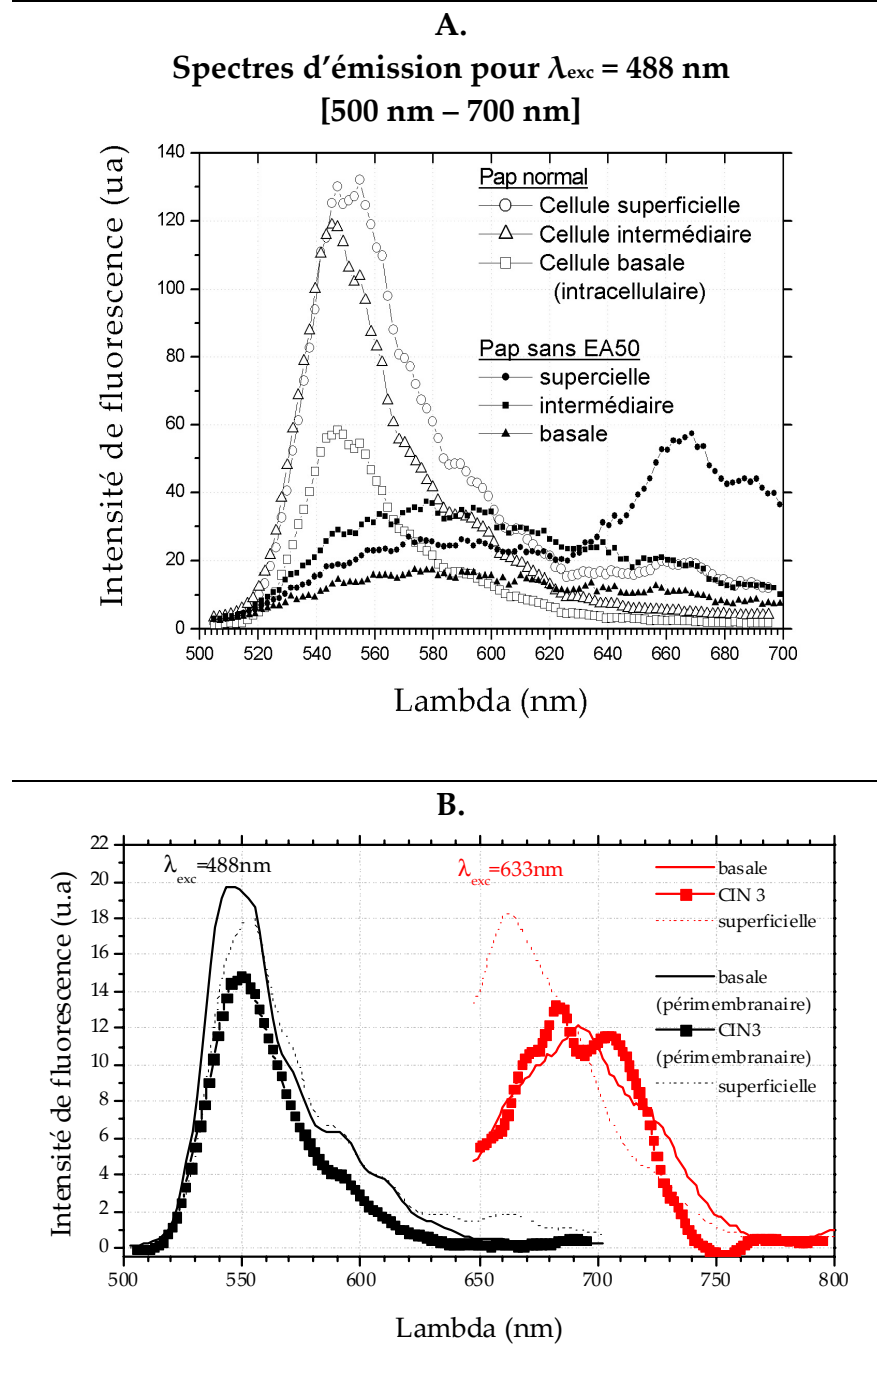 A.
Spectres d’émission pour λexc = 488 nm
[500 nm – 700 nm]
Intensité de fluorescence (ua)
140
120
100
80
60
40
20
0
Pap normal
Cellule superficielle
Cellule intermédiaire
Cellule basale
(intracellulaire)
Pap sans EA50
supercielle
intermédiaire
basale
500 520 540 560 580 600 620 640 660 680 700
Lambda (nm)
B.
Intensité de fluorescence (u.a)
22
20
18
16
14
12
10
8
6
4
2
0
λexc=488nm
λexc=633nm
basale
CIN 3
superficielle
basale
(périmembranaire)
CIN3
(périmembranaire)
superficielle
500 550 600 650 700 750 800
Lambda (nm)